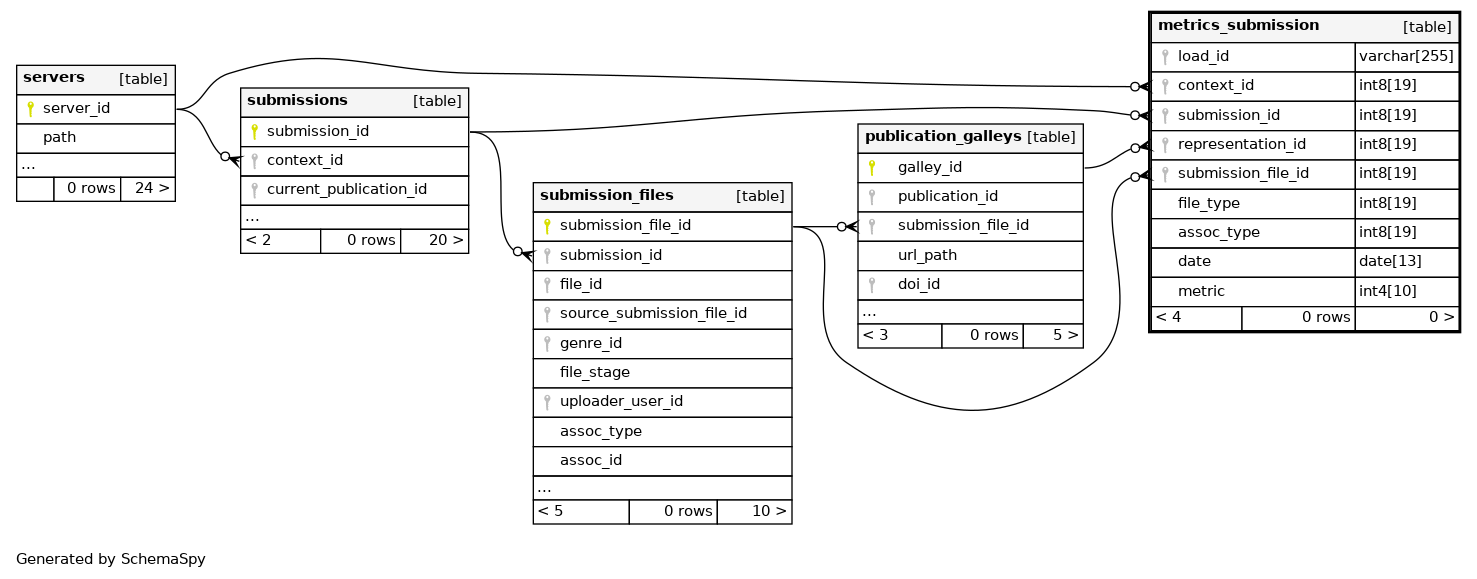 servers [table]
server_id
path
...
0 rows 24 >
submissions [table]
submission_id
context_id
current_publication_id
...
< 2 0 rows 20 >
submission_files [table]
submission_file_id
submission_id
file_id
source_submission_file_id
genre_id
file_stage
uploader_user_id
assoc_type
assoc_id
...
< 5 0 rows 10 >
publication_galleys [table]
galley_id
publication_id
submission_file_id
url_path
doi_id
...
< 3 0 rows 5 >
metrics_submission [table]
load_id varchar[255]
context_id int8[19]
submission_id int8[19]
representation_id int8[19]
submission_file_id int8[19]
file_type int8[19]
assoc_type int8[19]
date date[13]
metric int4[10]
< 4 0 rows 0 >
Generated by SchemaSpy